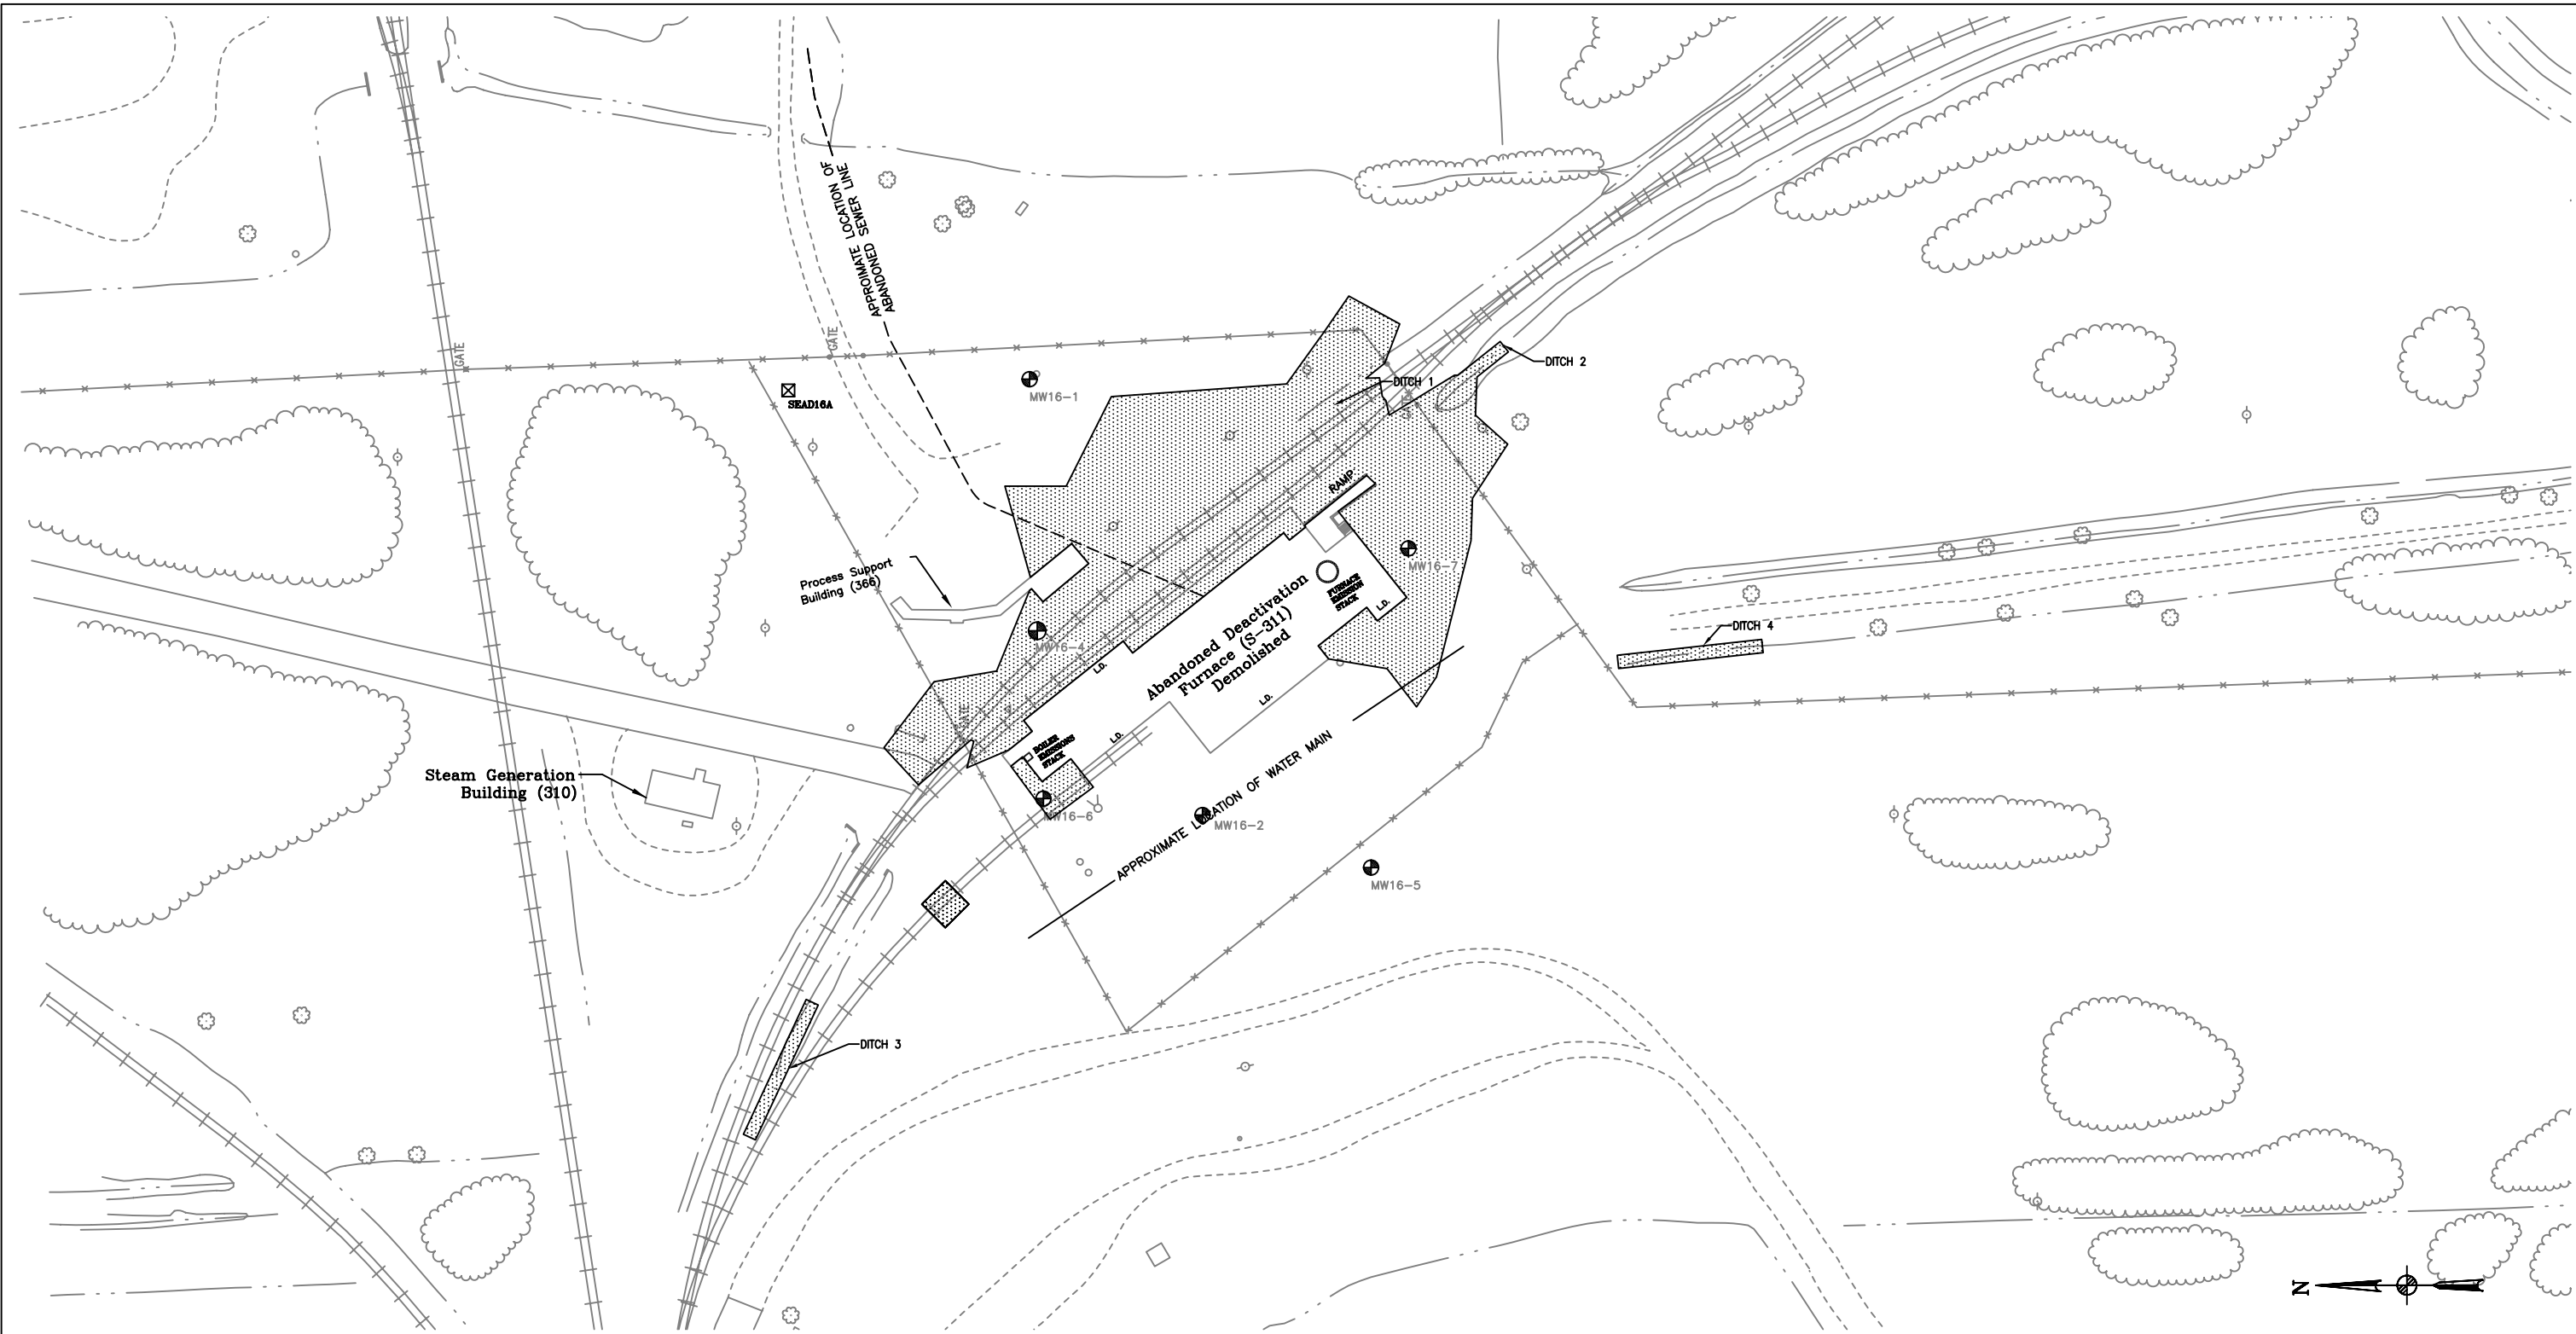 APPROXIMATE LOCATION OF
ABANDONED SEWER LINE
GATE
GATE
SEAD16A
MW16-1
DITCH 1
DITCH 2
RAMP
Process Support
Building (366)
MW16-4
L.D.
Abandoned Deactivation
Furnace (S-311)
Demolished
FURNACE
EMISSION
STACK
L.D.
MW16-7
DITCH 4
GATE
L.D.
L.D.
BOILER
EMISSIONS
STACK
Steam Generation
Building (310)
MW16-6
APPROXIMATE LOCATION OF WATER MAIN
MW16-2
MW16-5
DITCH 3
N